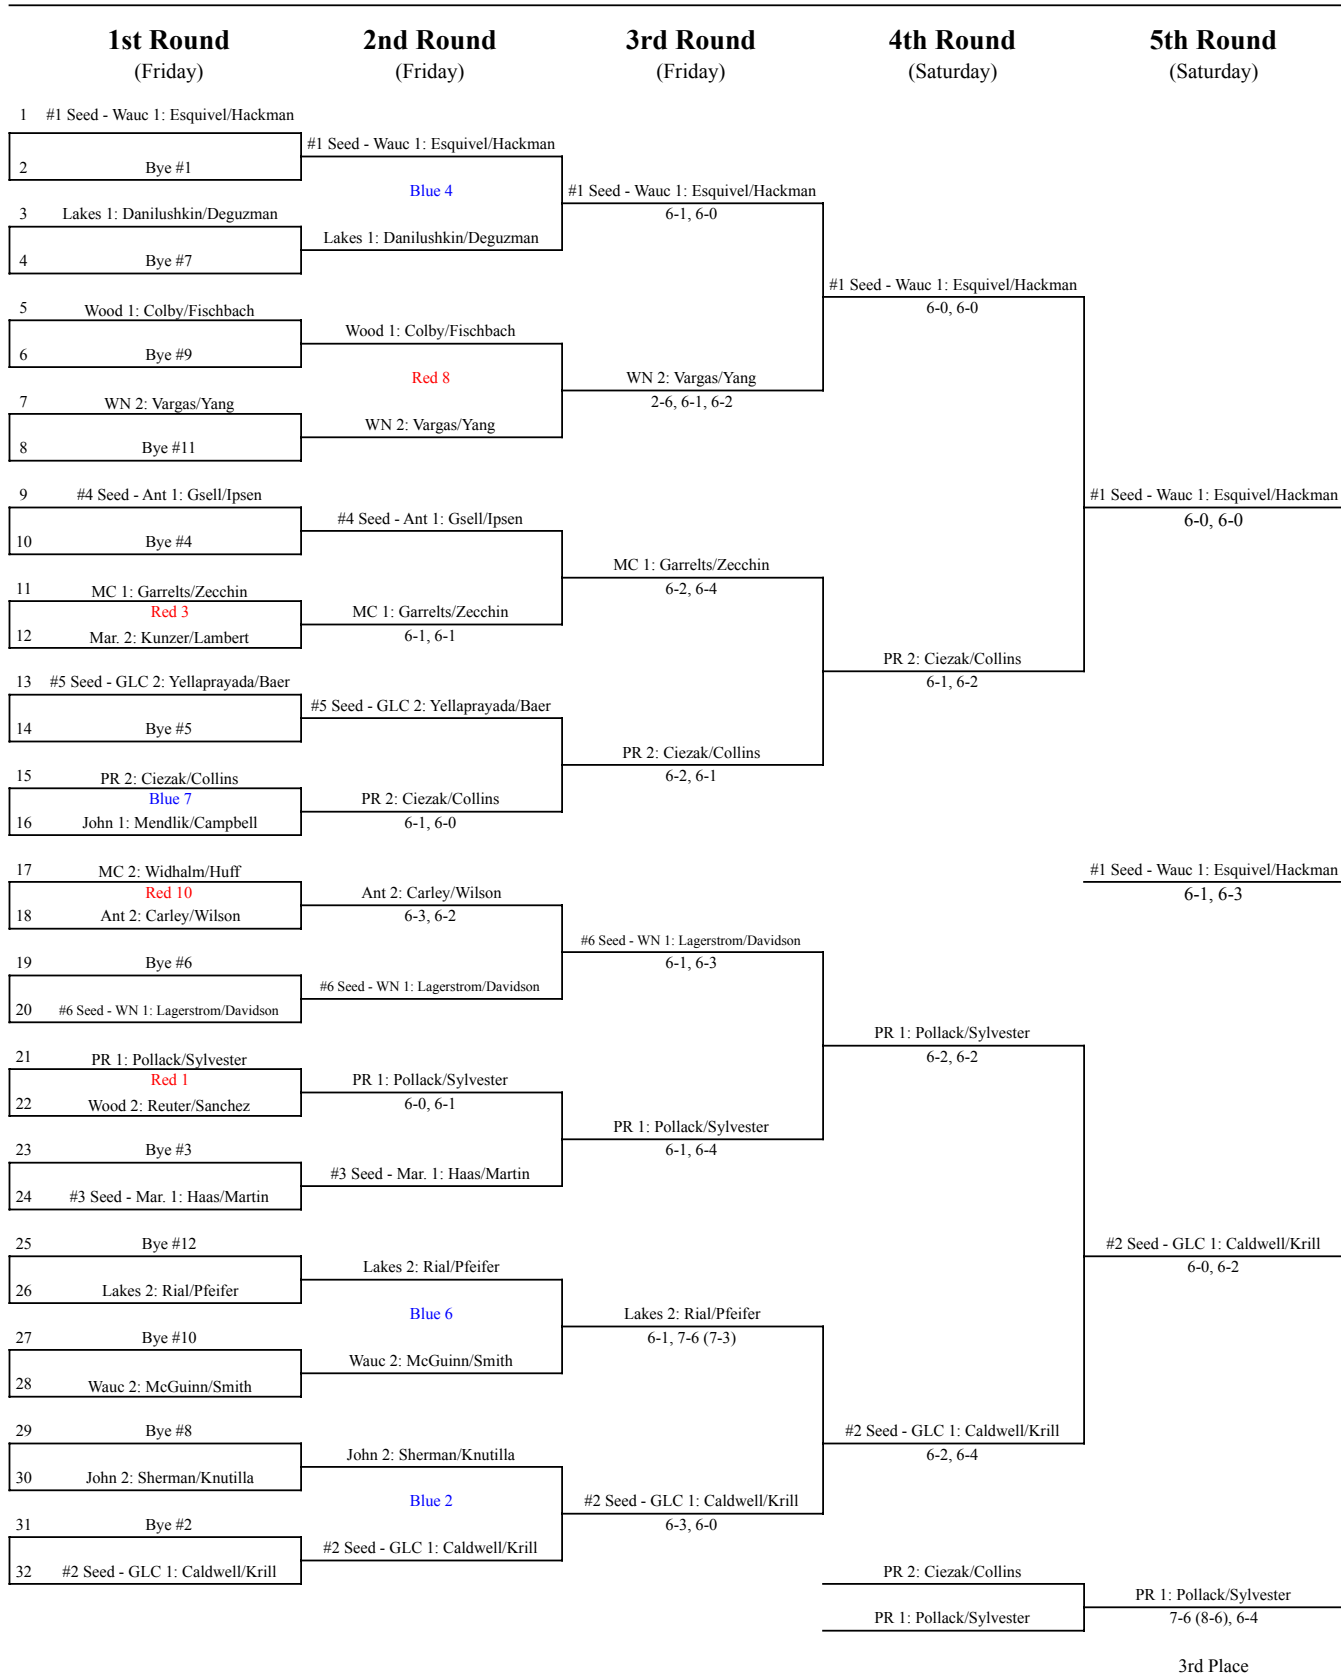 1st Round
2nd Round
3rd Round
4th Round
5th Round
(Friday)
(Friday)
(Friday)
(Saturday)
(Saturday)
1 #1 Seed - Wauc 1: Esquivel/Hackman
2 Bye #1
3 Lakes 1: Danilushkin/Deguzman
4 Bye #7
5 Wood 1: Colby/Fischbach
6 Bye #9
7 WN 2: Vargas/Yang
8 Bye #11
9 #4 Seed - Ant 1: Gsell/Ipsen
10 Bye #4
11 MC 1: Garrelts/Zecchin
Red 3
12 Mar. 2: Kunzer/Lambert
13 #5 Seed - GLC 2: Yellaprayada/Baer
14 Bye #5
15 PR 2: Ciezak/Collins
Blue 7
16 John 1: Mendlik/Campbell
17 MC 2: Widhalm/Huff
Red 10
18 Ant 2: Carley/Wilson
19 Bye #6
20 #6 Seed - WN 1: Lagerstrom/Davidson
21 PR 1: Pollack/Sylvester
Red 1
22 Wood 2: Reuter/Sanchez
23 Bye #3
24 #3 Seed - Mar. 1: Haas/Martin
25 Bye #12
26 Lakes 2: Rial/Pfeifer
27 Bye #10
28 Wauc 2: McGuinn/Smith
29 Bye #8
30 John 2: Sherman/Knutilla
31 Bye #2
32 #2 Seed - GLC 1: Caldwell/Krill
#1 Seed - Wauc 1: Esquivel/Hackman
Blue 4
Lakes 1: Danilushkin/Deguzman
Wood 1: Colby/Fischbach
Red 8
WN 2: Vargas/Yang
#4 Seed - Ant 1: Gsell/Ipsen
MC 1: Garrelts/Zecchin
6-1, 6-1
#5 Seed - GLC 2: Yellaprayada/Baer
PR 2: Ciezak/Collins
6-1, 6-0
Ant 2: Carley/Wilson
6-3, 6-2
#6 Seed - WN 1: Lagerstrom/Davidson
PR 1: Pollack/Sylvester
6-0, 6-1
#3 Seed - Mar. 1: Haas/Martin
Lakes 2: Rial/Pfeifer
Blue 6
Wauc 2: McGuinn/Smith
John 2: Sherman/Knutilla
Blue 2
#2 Seed - GLC 1: Caldwell/Krill
#1 Seed - Wauc 1: Esquivel/Hackman
6-1, 6-0
WN 2: Vargas/Yang
2-6, 6-1, 6-2
MC 1: Garrelts/Zecchin
6-2, 6-4
PR 2: Ciezak/Collins
6-2, 6-1
#6 Seed - WN 1: Lagerstrom/Davidson
6-1, 6-3
PR 1: Pollack/Sylvester
6-1, 6-4
Lakes 2: Rial/Pfeifer
6-1, 7-6 (7-3)
#2 Seed - GLC 1: Caldwell/Krill
6-3, 6-0
#1 Seed - Wauc 1: Esquivel/Hackman
6-0, 6-0
PR 2: Ciezak/Collins
6-1, 6-2
PR 1: Pollack/Sylvester
6-2, 6-2
#2 Seed - GLC 1: Caldwell/Krill
6-2, 6-4
PR 2: Ciezak/Collins
PR 1: Pollack/Sylvester
#1 Seed - Wauc 1: Esquivel/Hackman
6-0, 6-0
#1 Seed - Wauc 1: Esquivel/Hackman
6-1, 6-3
#2 Seed - GLC 1: Caldwell/Krill
6-0, 6-2
PR 1: Pollack/Sylvester
7-6 (8-6), 6-4
3rd Place